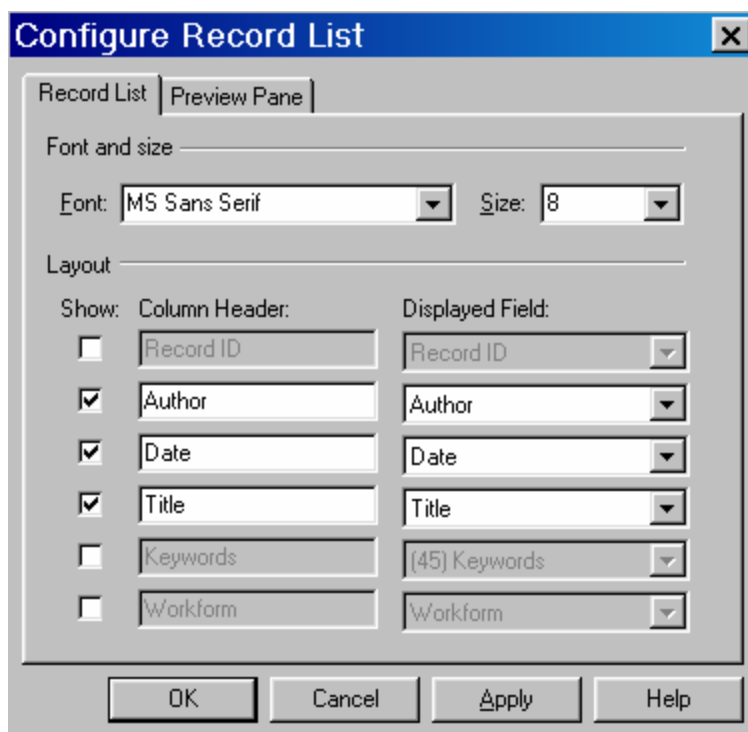 Configure Record List
Record List Preview Pane
Font and size
Font: MS Sans Serif Size: 8
Layout
Show: Column Header: Displayed Field:
Record ID Record ID
Author Author
Date Date
Title Title
Keywords (45) Keywords
Workform Workform
OK Cancel Apply Help